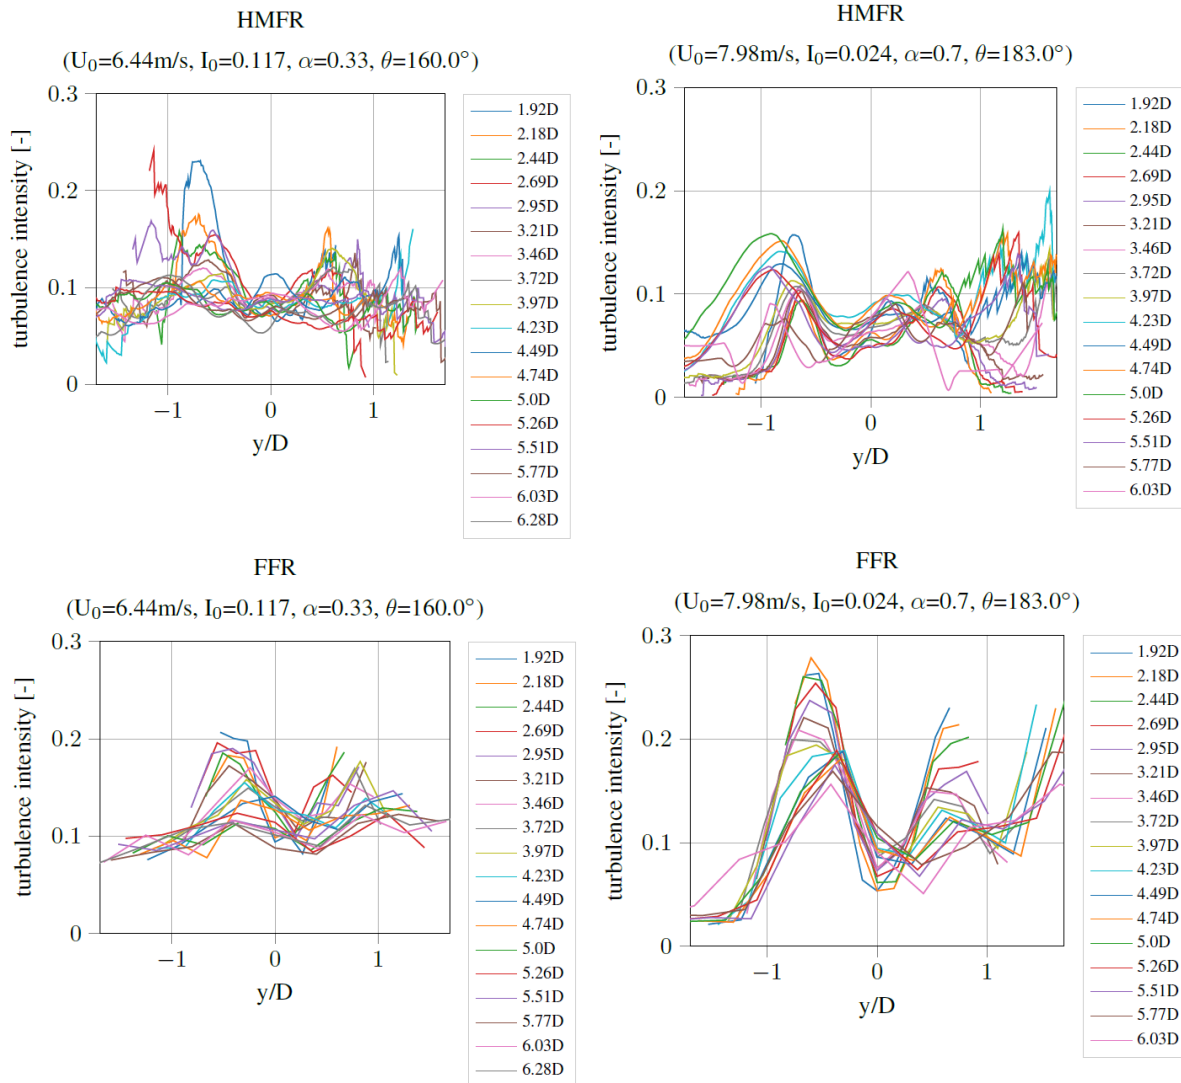 HMFR
(U₀=6.44m/s, I₀=0.117, α=0.33, θ=160.0°)
0.3
0.2
0.1
0
turbulence intensity [-]
−1
0
1
y/D
1.92D
2.18D
2.44D
2.69D
2.95D
3.21D
3.46D
3.72D
3.97D
4.23D
4.49D
4.74D
5.0D
5.26D
5.51D
5.77D
6.03D
6.28D
HMFR
(U₀=7.98m/s, I₀=0.024, α=0.7, θ=183.0°)
0.3
0.2
0.1
0
turbulence intensity [-]
−1
0
1
y/D
1.92D
2.18D
2.44D
2.69D
2.95D
3.21D
3.46D
3.72D
3.97D
4.23D
4.49D
4.74D
5.0D
5.26D
5.51D
5.77D
6.03D
FFR
(U₀=6.44m/s, I₀=0.117, α=0.33, θ=160.0°)
0.3
0.2
0.1
0
turbulence intensity [-]
−1
0
1
y/D
1.92D
2.18D
2.44D
2.69D
2.95D
3.21D
3.46D
3.72D
3.97D
4.23D
4.49D
4.74D
5.0D
5.26D
5.51D
5.77D
6.03D
6.28D
FFR
(U₀=7.98m/s, I₀=0.024, α=0.7, θ=183.0°)
0.3
0.2
0.1
0
turbulence intensity [-]
−1
0
1
y/D
1.92D
2.18D
2.44D
2.69D
2.95D
3.21D
3.46D
3.72D
3.97D
4.23D
4.49D
4.74D
5.0D
5.26D
5.51D
5.77D
6.03D